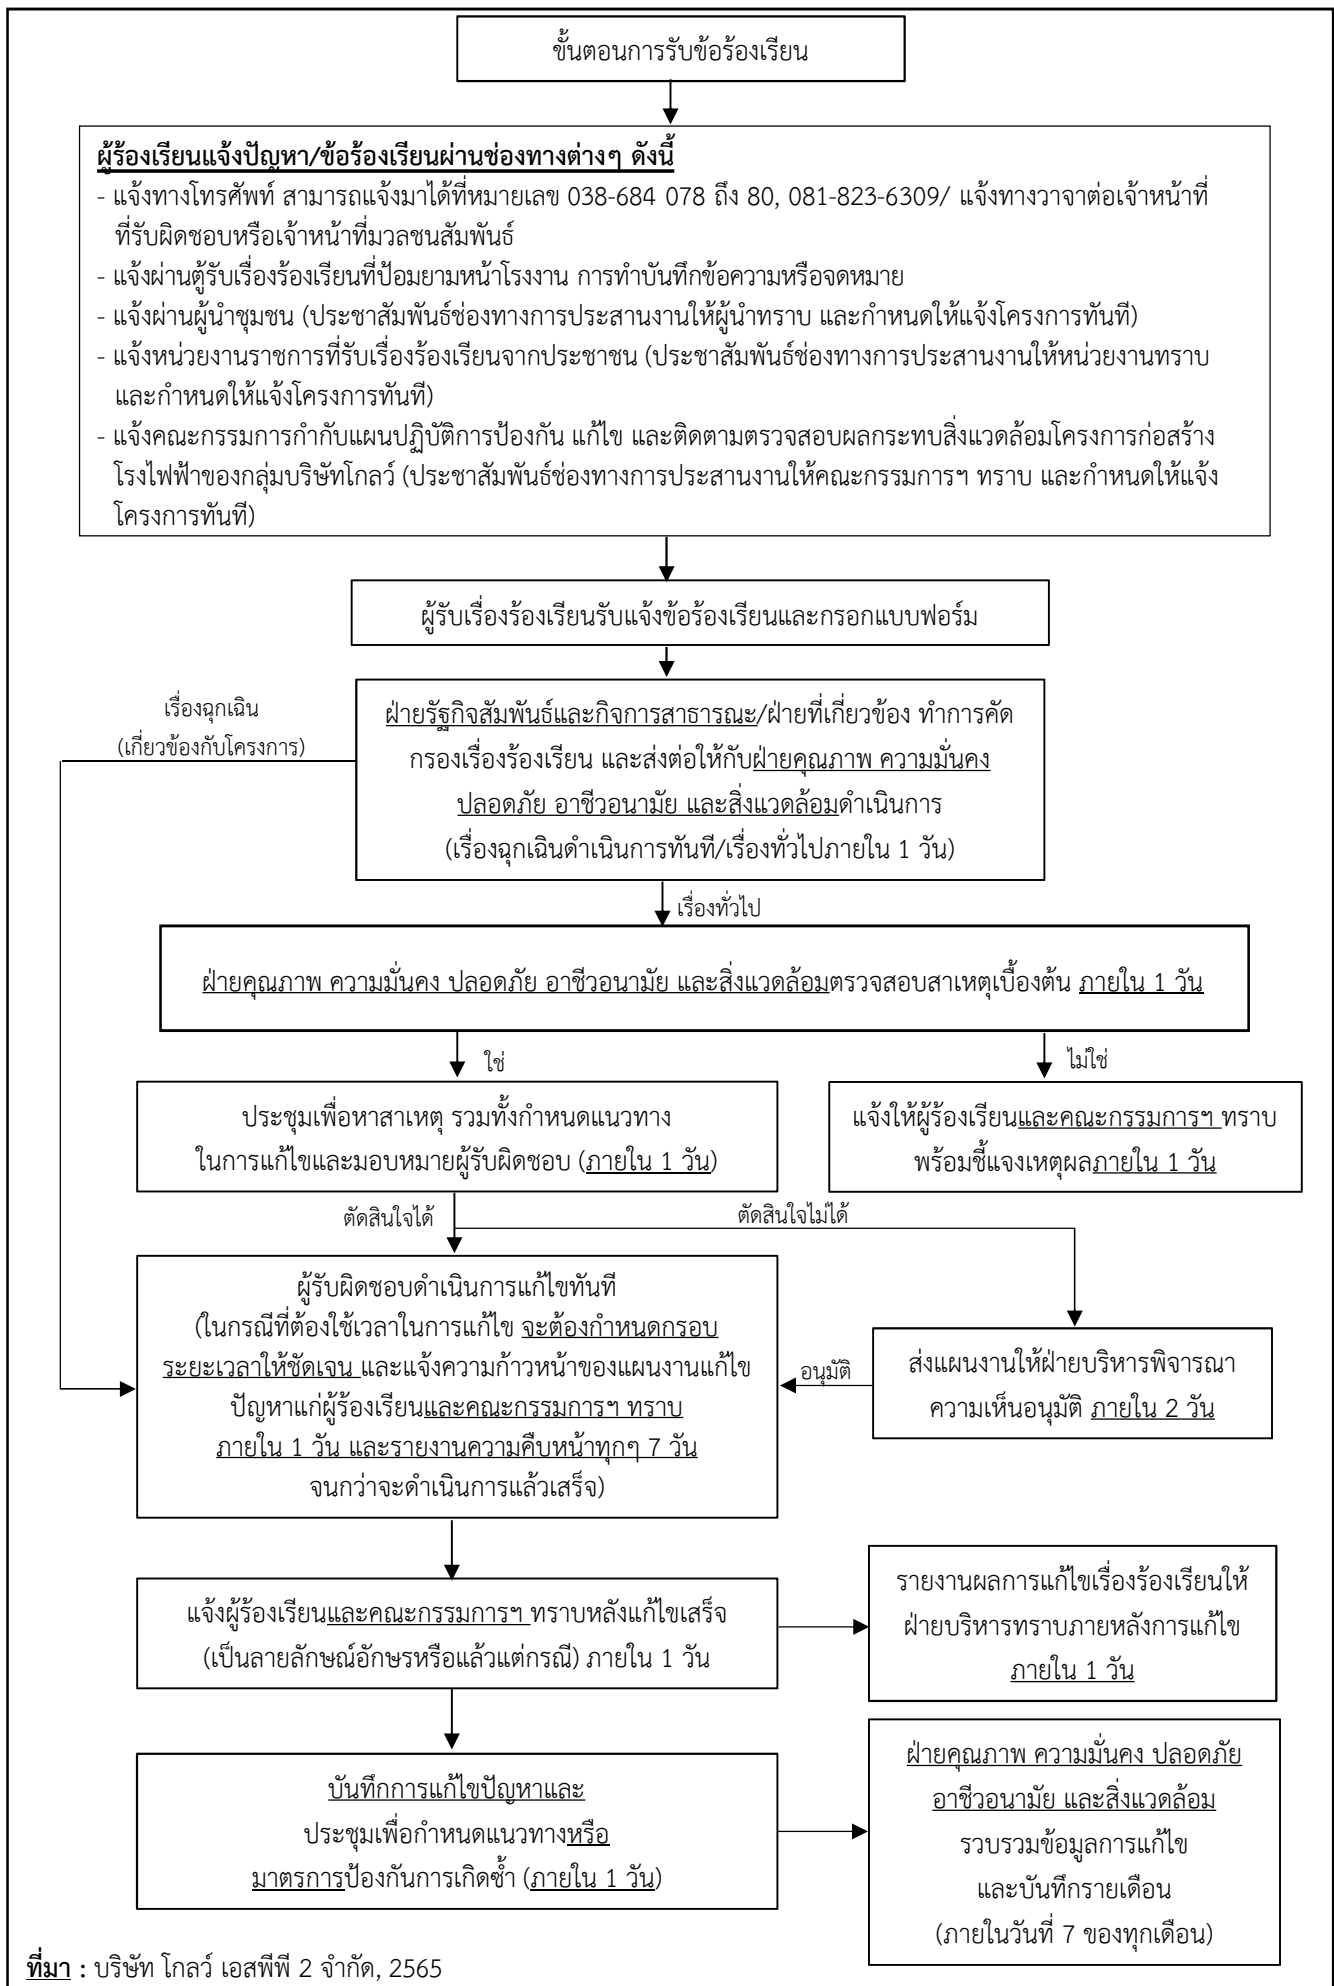 ขั้นตอนการรับข้อร้องเรียน
ผู้ร้องเรียนแจ้งปัญหา/ข้อร้องเรียนผ่านช่องทางต่างๆ ดังนี้
- แจ้งทางโทรศัพท์ สามารถแจ้งมาได้ที่หมายเลข 038-684 078 ถึง 80, 081-823-6309/ แจ้งทางวาจาต่อเจ้าหน้าที่
ที่รับผิดชอบหรือเจ้าหน้าที่มวลชนสัมพันธ์
- แจ้งผ่านตู้รับเรื่องร้องเรียนที่ป้อมยามหน้าโรงงาน การทำบันทึกข้อความหรือจดหมาย
- แจ้งผ่านผู้นำชุมชน (ประชาสัมพันธ์ช่องทางการประสานงานให้ผู้นำทราบ และกำหนดให้แจ้งโครงการทันที)
- แจ้งหน่วยงานราชการที่รับเรื่องร้องเรียนจากประชาชน (ประชาสัมพันธ์ช่องทางการประสานงานให้หน่วยงานทราบ
และกำหนดให้แจ้งโครงการทันที)
- แจ้งคณะกรรมการกำกับแผนปฏิบัติการป้องกัน แก้ไข และติดตามตรวจสอบผลกระทบสิ่งแวดล้อมโครงการก่อสร้าง
โรงไฟฟ้าของกลุ่มบริษัทโกลว์ (ประชาสัมพันธ์ช่องทางการประสานงานให้คณะกรรมการฯ ทราบ และกำหนดให้แจ้ง
โครงการทันที)
ผู้รับเรื่องร้องเรียนรับแจ้งข้อร้องเรียนและกรอกแบบฟอร์ม
เรื่องฉุกเฉิน
(เกี่ยวข้องกับโครงการ)
ฝ่ายรัฐกิจสัมพันธ์และกิจการสาธารณะ/ฝ่ายที่เกี่ยวข้อง ทำการคัด
กรองเรื่องร้องเรียน และส่งต่อให้กับฝ่ายคุณภาพ ความมั่นคง
ปลอดภัย อาชีวอนามัย และสิ่งแวดล้อมดำเนินการ
(เรื่องฉุกเฉินดำเนินการทันที/เรื่องทั่วไปภายใน 1 วัน)
เรื่องทั่วไป
ฝ่ายคุณภาพ ความมั่นคง ปลอดภัย อาชีวอนามัย และสิ่งแวดล้อมตรวจสอบสาเหตุเบื้องต้น ภายใน 1 วัน
ใช่
ไม่ใช่
ประชุมเพื่อหาสาเหตุ รวมทั้งกำหนดแนวทาง
ในการแก้ไขและมอบหมายผู้รับผิดชอบ (ภายใน 1 วัน)
แจ้งให้ผู้ร้องเรียนและคณะกรรมการฯ ทราบ
พร้อมชี้แจงเหตุผลภายใน 1 วัน
ตัดสินใจได้
ตัดสินใจไม่ได้
ผู้รับผิดชอบดำเนินการแก้ไขทันที
(ในกรณีที่ต้องใช้เวลาในการแก้ไข จะต้องกำหนดกรอบ
ระยะเวลาให้ชัดเจน และแจ้งความก้าวหน้าของแผนงานแก้ไข
ปัญหาแก่ผู้ร้องเรียนและคณะกรรมการฯ ทราบ
ภายใน 1 วัน และรายงานความคืบหน้าทุกๆ 7 วัน
จนกว่าจะดำเนินการแล้วเสร็จ)
อนุมัติ
ส่งแผนงานให้ฝ่ายบริหารพิจารณา
ความเห็นอนุมัติ ภายใน 2 วัน
แจ้งผู้ร้องเรียนและคณะกรรมการฯ ทราบหลังแก้ไขเสร็จ
(เป็นลายลักษณ์อักษรหรือแล้วแต่กรณี) ภายใน 1 วัน
รายงานผลการแก้ไขเรื่องร้องเรียนให้
ฝ่ายบริหารทราบภายหลังการแก้ไข
ภายใน 1 วัน
บันทึกการแก้ไขปัญหาและ
ประชุมเพื่อกำหนดแนวทางหรือ
มาตรการป้องกันการเกิดซ้ำ (ภายใน 1 วัน)
ฝ่ายคุณภาพ ความมั่นคง ปลอดภัย
อาชีวอนามัย และสิ่งแวดล้อม
รวบรวมข้อมูลการแก้ไข
และบันทึกรายเดือน
(ภายในวันที่ 7 ของทุกเดือน)
ที่มา : บริษัท โกลว์ เอสพีพี 2 จำกัด, 2565